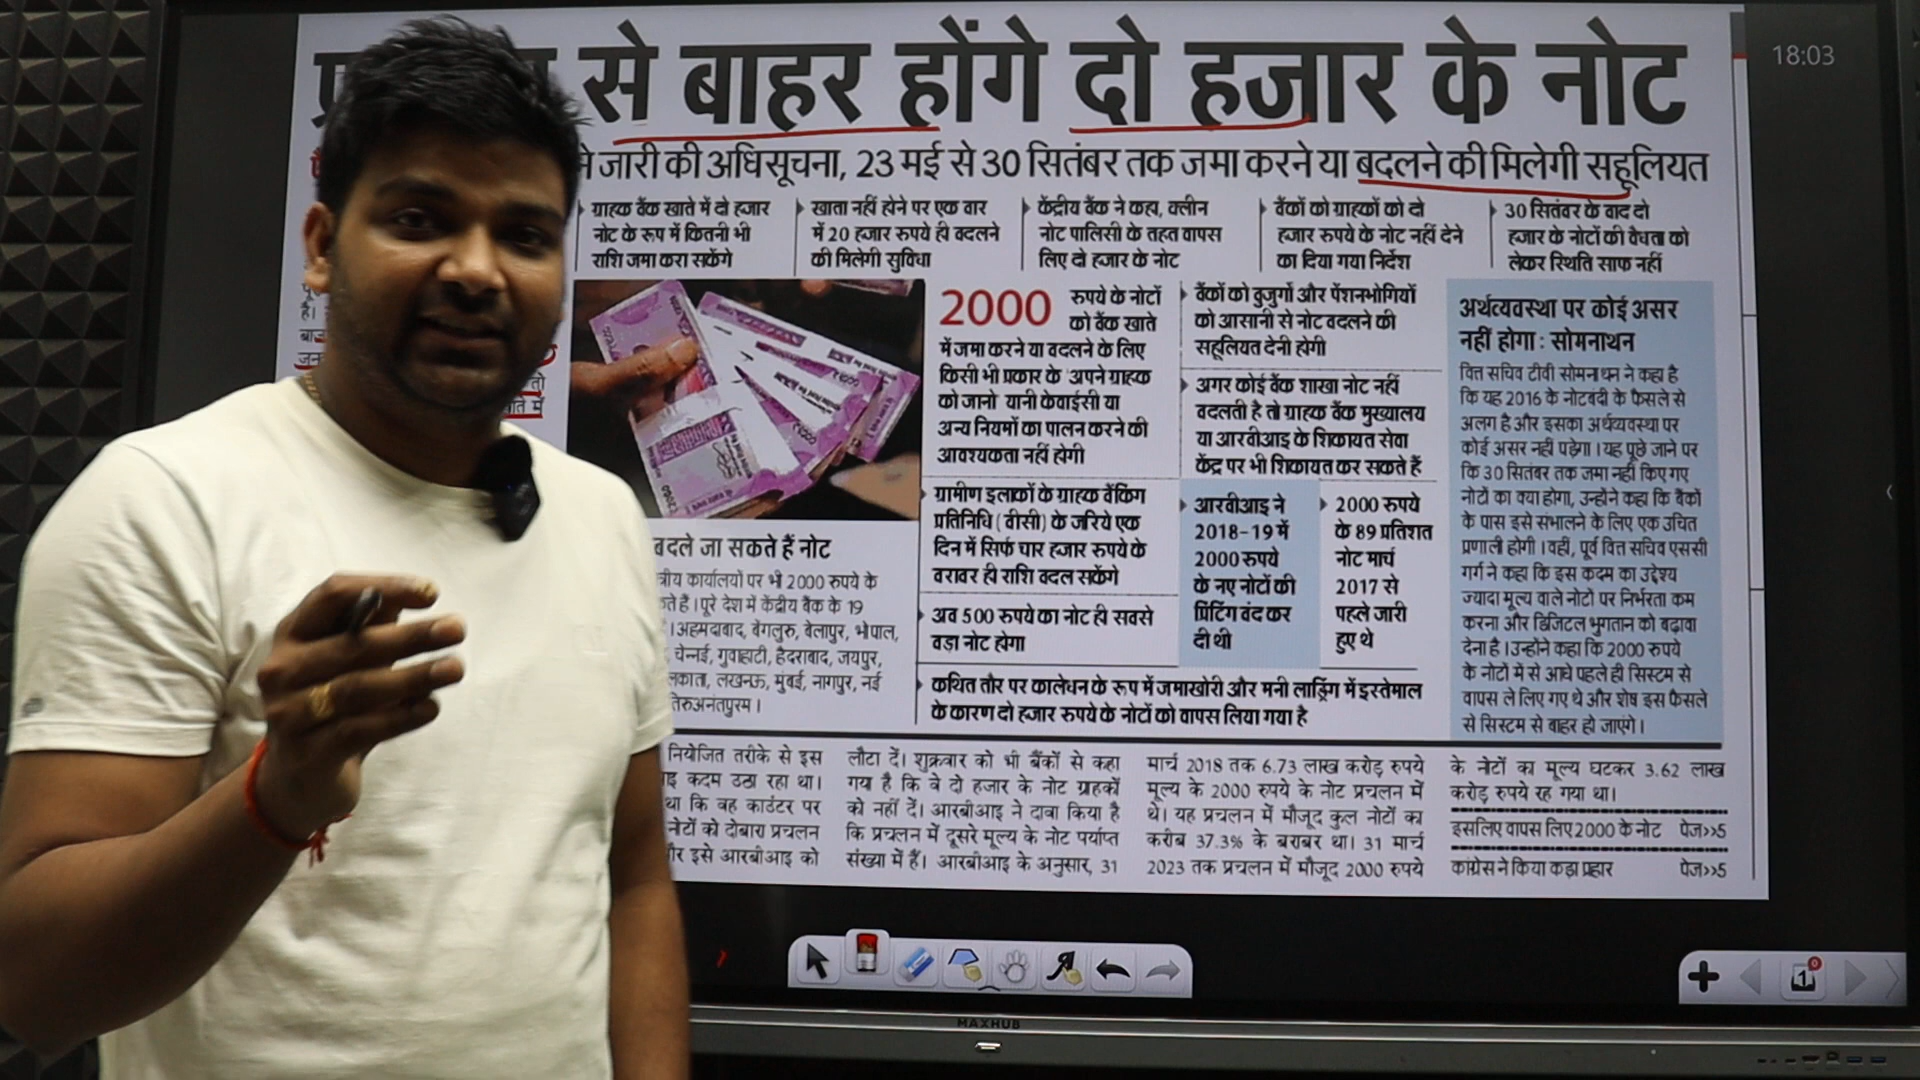 से बाहर होंगे दो हजार के नोट
18:03
जारी की अधिसूचना, 23 मई से 30 सितंबर तक जमा करने या बदलने की मिलेगी सहूलियत
ग्राहक बैंक खाते में दो हजार
नोट के रूप में कितनी भी
राशि जमा करा सकेंगे
खाता नहीं होने पर एक बार
में 20 हजार रुपये ही बदलने
की मिलेगी सुविधा
केंद्रीय बैंक ने कहा, क्लीन
नोट पालिसी के तहत वापस
लिए दो हजार के नोट
बैंकों को ग्राहकों को दो
हजार रुपये के नोट नहीं देने
का दिया गया निर्देश
30 सितंबर के बाद दो
हजार के नोटों की वैधता को
लेकर स्थिति साफ नहीं
2000 रुपये के नोटों
को बैंक खाते
में जमा करने या बदलने के लिए
किसी भी प्रकार के 'अपने ग्राहक
को जानो' यानी केवाईसी या
अन्य नियमों का पालन करने की
आवश्यकता नहीं होगी
ग्रामीण इलाकों के ग्राहक बैंकिंग
प्रतिनिधि (बीसी) के जरिये एक
दिन में सिर्फ चार हजार रुपये के
बराबर ही राशि बदल सकेंगे
अब 500 रुपये का नोट ही सबसे
बड़ा नोट होगा
बैंकों को बुजुर्गों और पेंशनभोगियों
को आसानी से नोट बदलने की
सहूलियत देनी होगी
अगर कोई बैंक शाखा नोट नहीं
बदलती है तो ग्राहक बैंक मुख्यालय
या आरबीआइ के शिकायत सेवा
केंद्र पर भी शिकायत कर सकते हैं
आरबीआइ ने
2018-19 में
2000 रुपये
के नए नोटों की
प्रिंटिंग बंद कर
दी थी
2000 रुपये
के 89 प्रतिशत
नोट मार्च
2017 से
पहले जारी
हुए थे
कथित तौर पर कालेधन के रूप में जमाखोरी और मनी लांड्रिंग में इस्तेमाल
के कारण दो हजार रुपये के नोटों को वापस लिया गया है
अर्थव्यवस्था पर कोई असर
नहीं होगा : सोमनाथन
वित्त सचिव टीवी सोमनाथन ने कहा है
कि यह 2016 के नोटबंदी के फैसले से
अलग है और इसका अर्थव्यवस्था पर
कोई असर नहीं पड़ेगा। यह पूछे जाने पर
कि 30 सितंबर तक जमा नहीं किए गए
नोटों का क्या होगा, उन्होंने कहा कि बैंकों
के पास इसे संभालने के लिए एक उचित
प्रणाली होगी। वहीं, पूर्व वित्त सचिव एससी
गर्ग ने कहा कि इस कदम का उद्देश्य
ज्यादा मूल्य वाले नोटों पर निर्भरता कम
करना और डिजिटल भुगतान को बढ़ावा
देना है। उन्होंने कहा कि 2000 रुपये
के नोटों में से आधे पहले ही सिस्टम से
वापस ले लिए गए थे और शेष इस फैसले
से सिस्टम से बाहर हो जाएंगे।
बदले जा सकते हैं नोट
कार्यालयों पर भी 2000 रुपये के
हैं। पूरे देश में केंद्रीय बैंक के 19
अहमदाबाद, बेंगलुरु, बेलापुर, भोपाल,
चेन्नई, गुवाहाटी, हैदराबाद, जयपुर,
लखनऊ, मुंबई, नागपुर, नई
नियोजित तरीके से इस
कदम उठा रहा था।
था कि वह काउंटर पर
नोटों को दोबारा प्रचलन
इसे आरबीआइ को
लौटा दें। शुक्रवार को भी बैंकों से कहा
गया है कि वे दो हजार के नोट ग्राहकों
को नहीं दें। आरबीआइ ने दावा किया है
कि प्रचलन में दूसरे मूल्य के नोट पर्याप्त
संख्या में हैं। आरबीआइ के अनुसार, 31
मार्च 2018 तक 6.73 लाख करोड़ रुपये
मूल्य के 2000 रुपये के नोट प्रचलन में
थे। यह प्रचलन में मौजूद कुल नोटों का
करीब 37.3% के बराबर था। 31 मार्च
2023 तक प्रचलन में मौजूद 2000 रुपये
के नोटों का मूल्य घटकर 3.62 लाख
करोड़ रुपये रह गया था।
इसलिए वापस लिए 2000 के नोट पेज>>5
कांग्रेस ने किया कड़ा प्रहार पेज>>5
1
0
MAXHUB